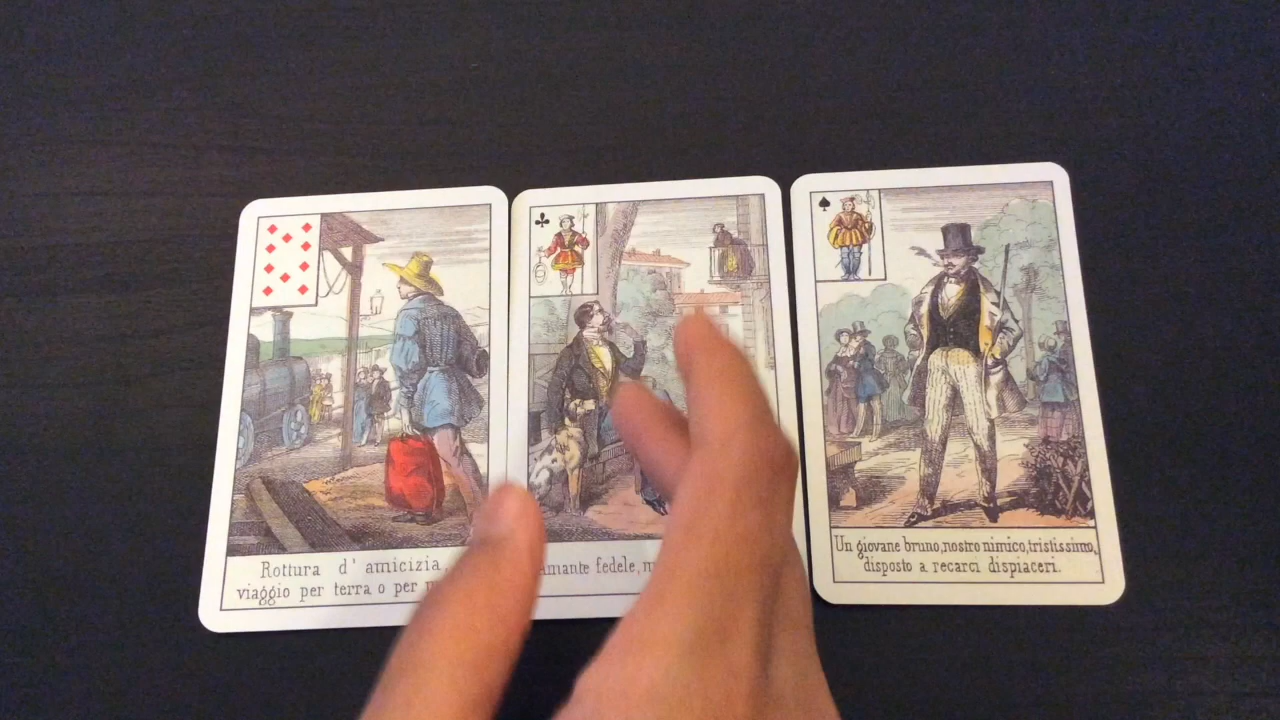 Rottura d' amicizia,
viaggio per terra o per
amante fedele,
Un giovane bruno, nostro nimico, tristissimo,
disposto a recarci dispiaceri.